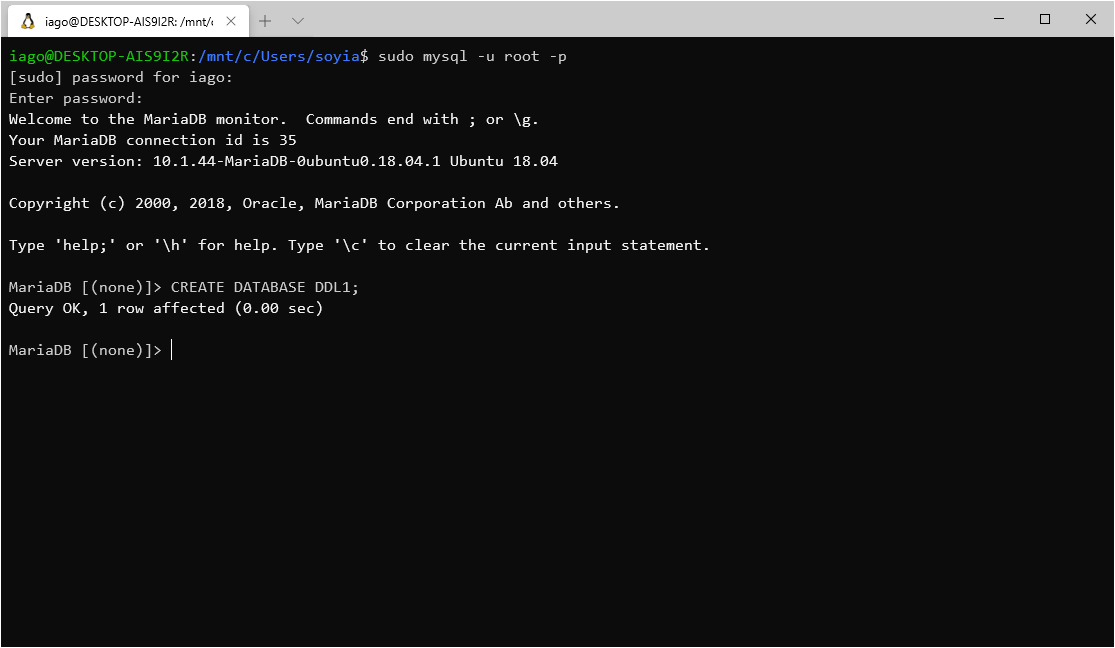 iago@DESKTOP-AIS9I2R: /mnt/c
iago@DESKTOP-AIS9I2R:/mnt/c/Users/soyia$ sudo mysql -u root -p
[sudo] password for iago:
Enter password:
Welcome to the MariaDB monitor.  Commands end with ; or \g.
Your MariaDB connection id is 35
Server version: 10.1.44-MariaDB-0ubuntu0.18.04.1 Ubuntu 18.04
Copyright (c) 2000, 2018, Oracle, MariaDB Corporation Ab and others.
Type 'help;' or '\h' for help. Type '\c' to clear the current input statement.
MariaDB [(none)]> CREATE DATABASE DDL1;
Query OK, 1 row affected (0.00 sec)
MariaDB [(none)]>